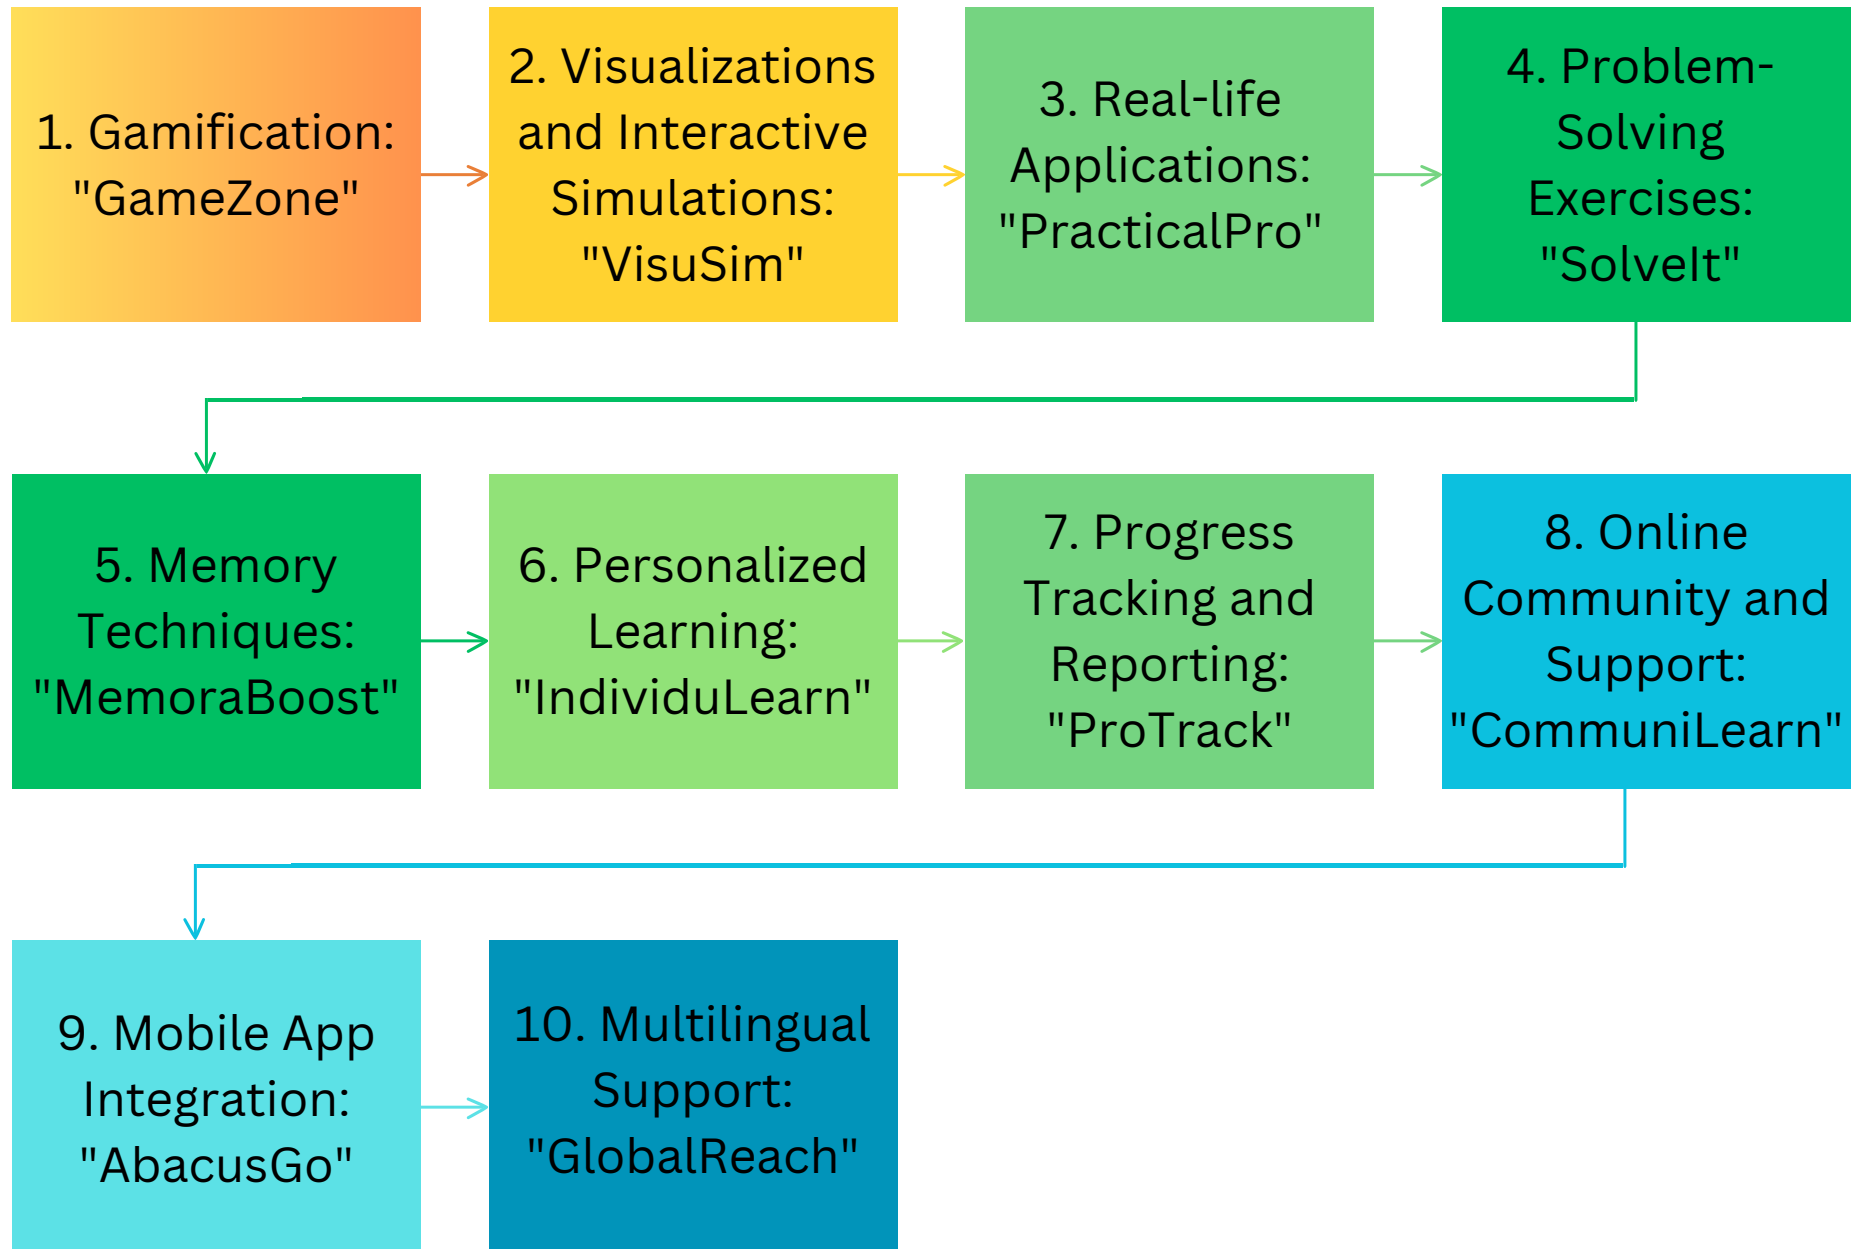 1. Gamification:
"GameZone"
2. Visualizations
and Interactive
Simulations:
"VisuSim"
3. Real-life
Applications:
"PracticalPro"
4. Problem-
Solving
Exercises:
"SolveIt"
5. Memory
Techniques:
"MemoraBoost"
6. Personalized
Learning:
"IndividuLearn"
7. Progress
Tracking and
Reporting:
"ProTrack"
8. Online
Community and
Support:
"CommuniLearn"
9. Mobile App
Integration:
"AbacusGo"
10. Multilingual
Support:
"GlobalReach"